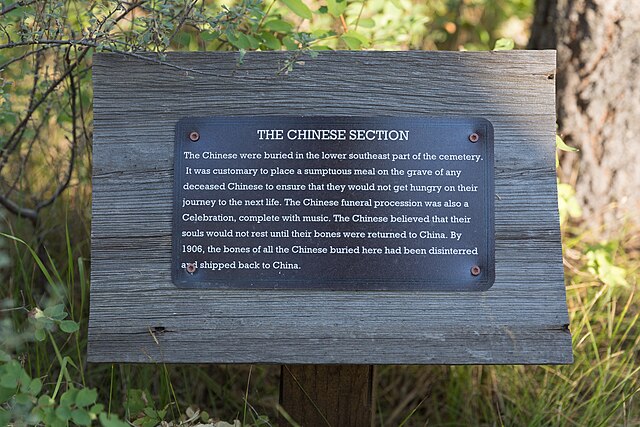 THE CHINESE SECTION
The Chinese were buried in the lower southeast part of the cemetery.
It was customary to place a sumptuous meal on the grave of any
deceased Chinese to ensure that they would not get hungry on their
journey to the next life. The Chinese funeral procession was also a
Celebration, complete with music. The Chinese believed that their
souls would not rest until their bones were returned to China. By
1906, the bones of all the Chinese buried here had been disinterred
and shipped back to China.